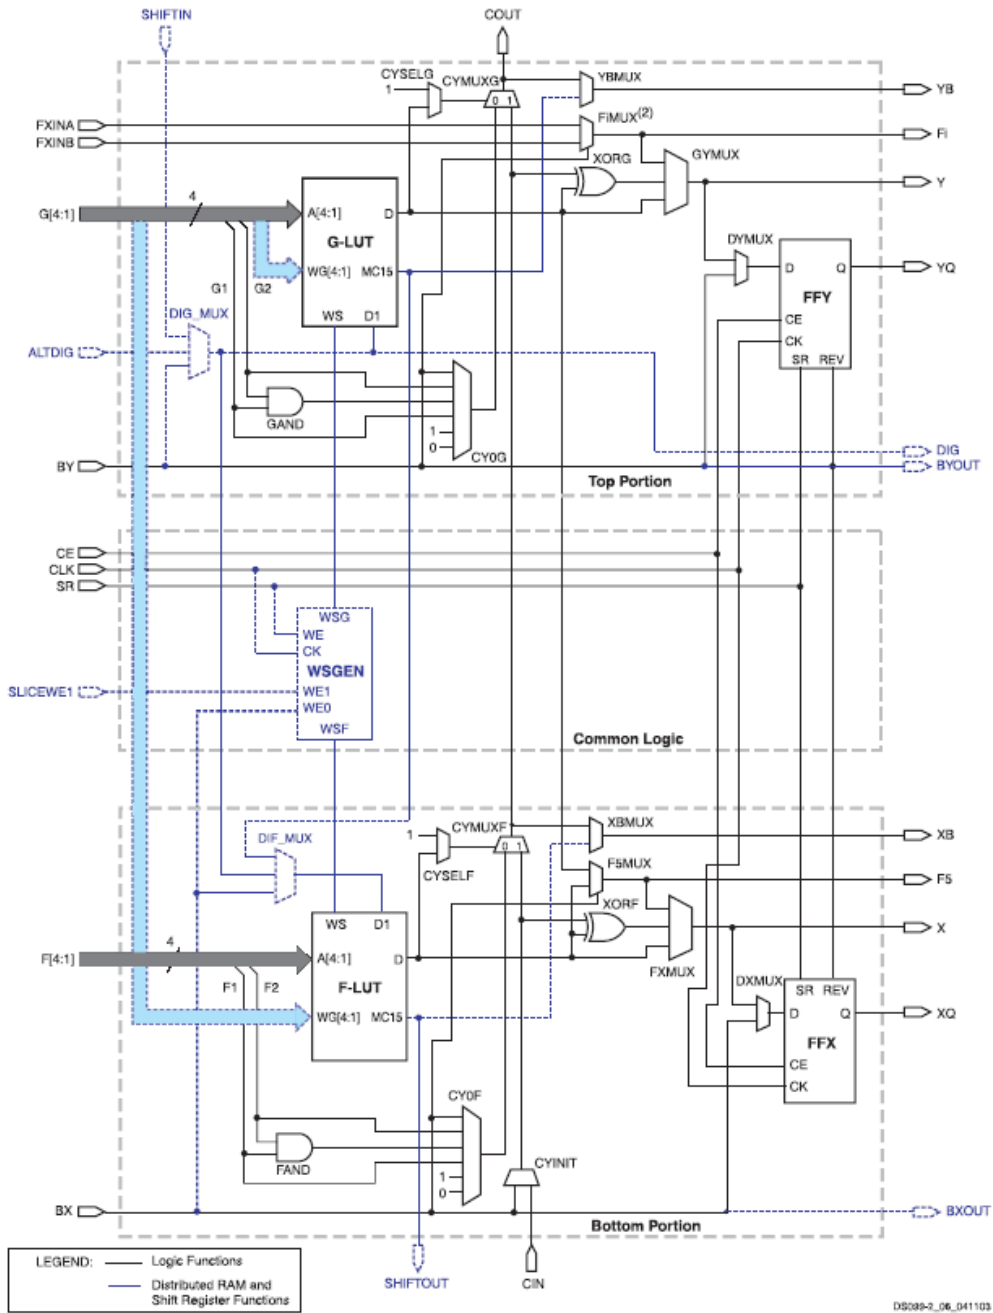 SHIFTIN
COUT
CYSELG
CYMUXG
YBMUX
1
0 1
YB
FXINA
FXINB
FiMUX(2)
Fi
XORG
GYMUX
Y
4
G[4:1]
A[4:1]
D
G-LUT
WG[4:1]
MC15
WS
D1
G1
G2
DYMUX
D
Q
YQ
FFY
CE
CK
SR
REV
DIG_MUX
ALTDIG
GAND
1
0
CY0G
BY
DIG
BYOUT
Top Portion
CE
CLK
SR
WSG
WE
CK
WSGEN
SLICEWE1
WE1
WE0
WSF
Common Logic
DIF_MUX
1
CYMUXF
0 1
CYSELF
XBMUX
XB
F5MUX
F5
XORF
X
FXMUX
WS
D1
4
F[4:1]
A[4:1]
D
F-LUT
WG[4:1]
MC15
F1
F2
DXMUX
SR
REV
D
Q
XQ
FFX
CE
CK
CY0F
FAND
1
0
CYINIT
BX
BXOUT
Bottom Portion
SHIFTOUT
CIN
LEGEND:
Logic Functions
Distributed RAM and
Shift Register Functions
DS099-2_06_041103